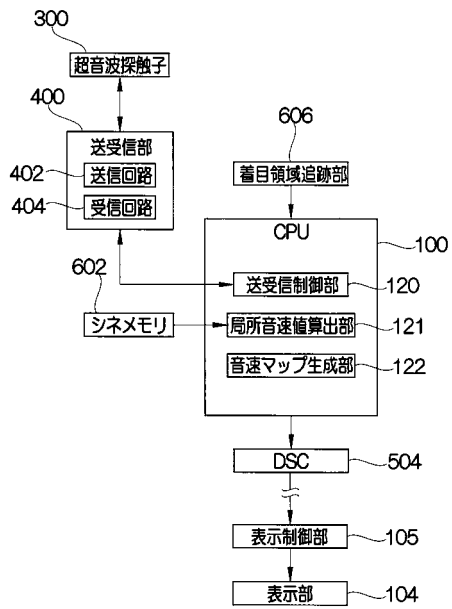 300
超音波探触子
400
送受信部
402
送信回路
404
受信回路
606
着目領域追跡部
CPU
100
602
送受信制御部
120
シネメモリ
局所音速値算出部
121
音速マップ生成部
122
DSC
504
表示制御部
105
表示部
104